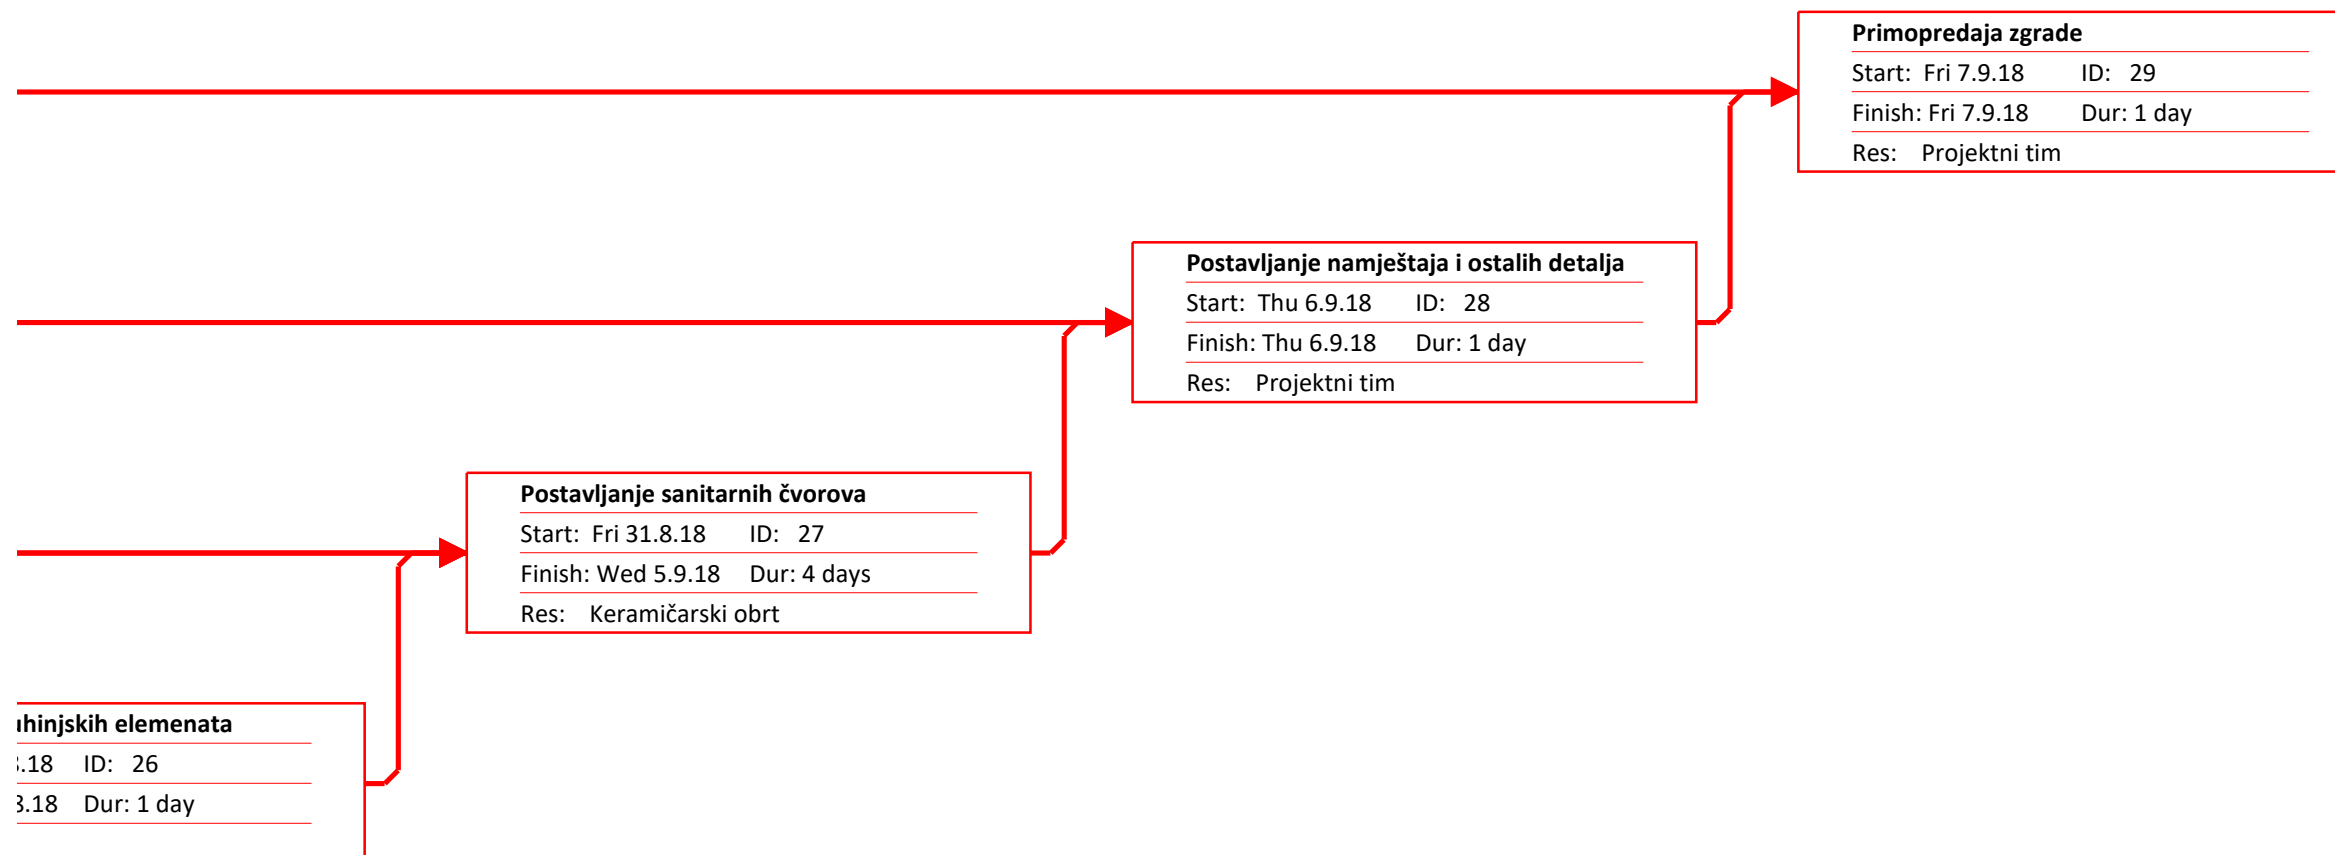 Primopredaja zgrade
Start: Fri 7.9.18 ID: 29
Finish: Fri 7.9.18 Dur: 1 day
Res: Projektni tim
Postavljanje namještaja i ostalih detalja
Start: Thu 6.9.18 ID: 28
Finish: Thu 6.9.18 Dur: 1 day
Res: Projektni tim
Postavljanje sanitarnih čvorova
Start: Fri 31.8.18 ID: 27
Finish: Wed 5.9.18 Dur: 4 days
Res: Keramičarski obrt
elemenata
.18 ID: 26
.18 Dur: 1 day